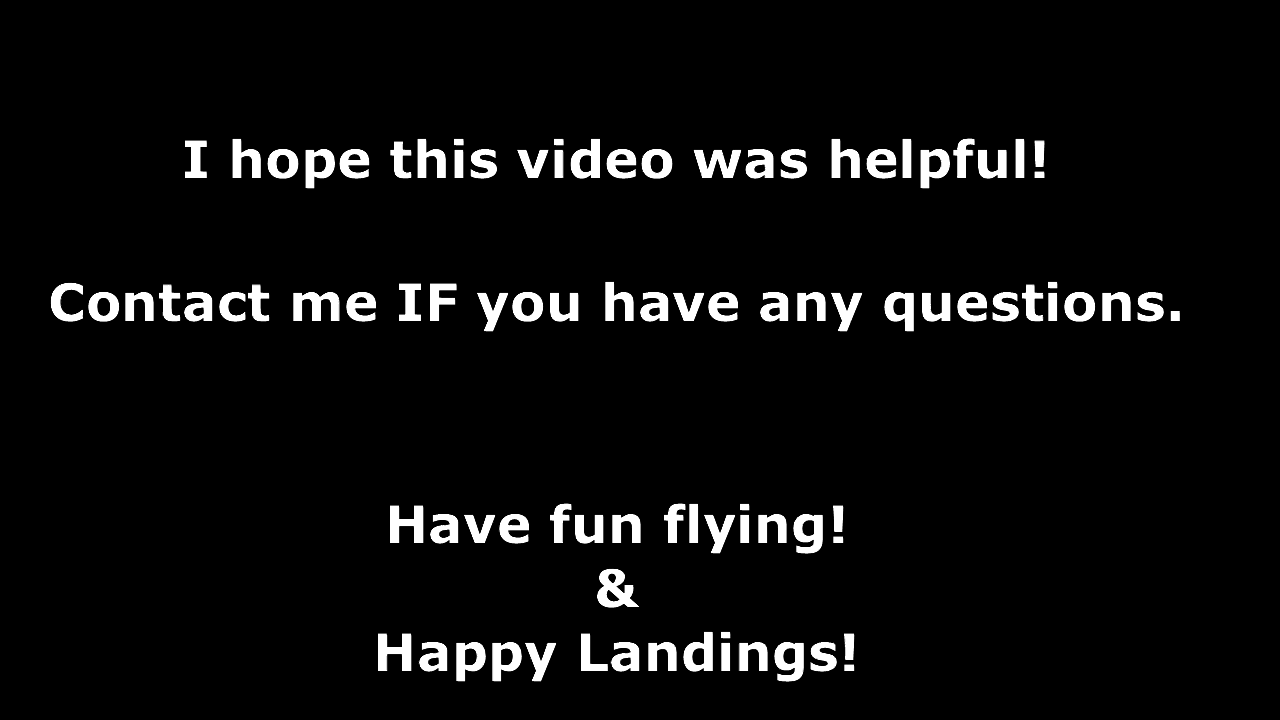 I hope this video was helpful!
Contact me IF you have any questions.
Have fun flying!
&
Happy Landings!